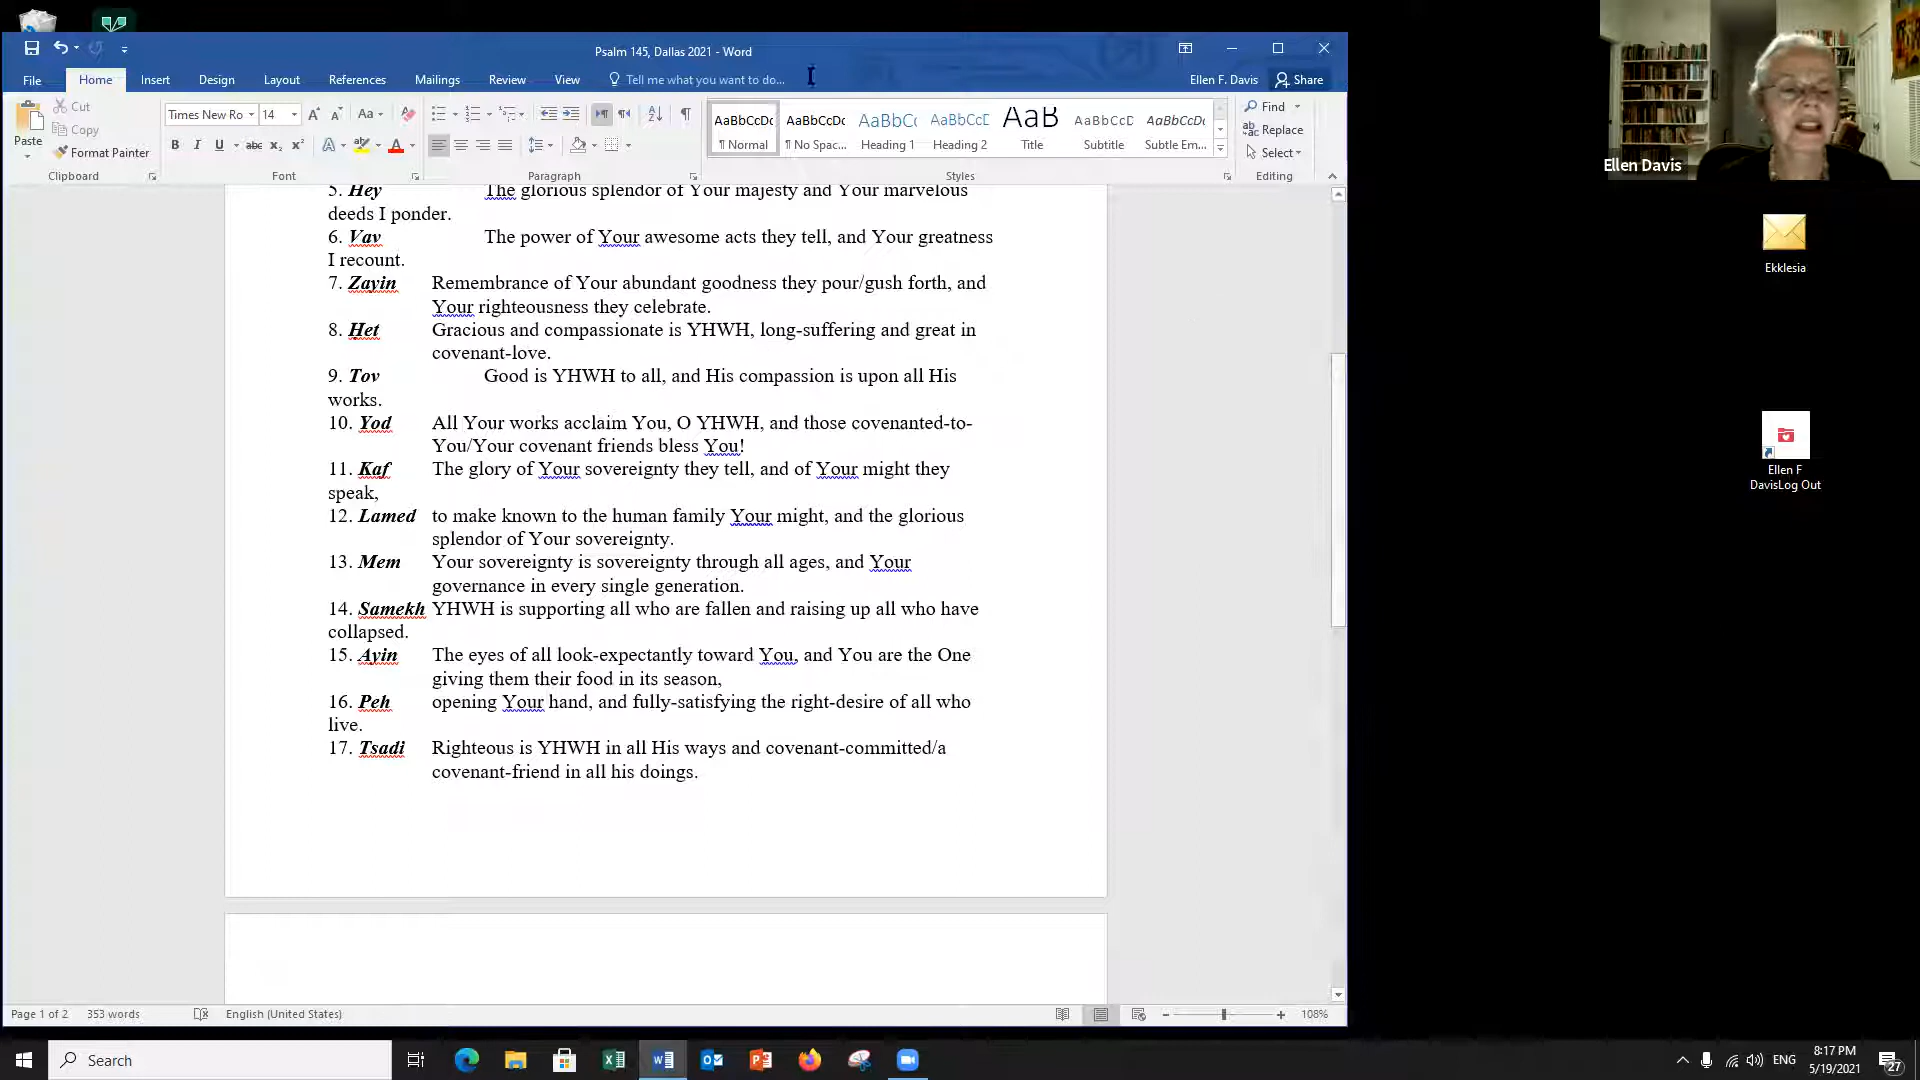 Psalm 145, Dallas 2021 - Word
File Home Insert Design Layout References Mailings Review View Tell me what you want to do... Ellen F. Davis Share
Paste
Cut
Copy
Format Painter
Clipboard
Times New Ro 14
Font
Paragraph
AaBbCcDc AaBbCcDc AaBbCc AaBbCcD AaB AaBbCcD AaBbCcDc
¶ Normal ¶ No Spac... Heading 1 Heading 2 Title Subtitle Subtle Em...
Styles
Find
Replace
Select
Editing
5. Hey The glorious splendor of Your majesty and Your marvelous
deeds I ponder.
6. Vav The power of Your awesome acts they tell, and Your greatness
I recount.
7. Zayin Remembrance of Your abundant goodness they pour/gush forth, and
Your righteousness they celebrate.
8. Het Gracious and compassionate is YHWH, long-suffering and great in
covenant-love.
9. Tov Good is YHWH to all, and His compassion is upon all His
works.
10. Yod All Your works acclaim You, O YHWH, and those covenanted-to-
You/Your covenant friends bless You!
11. Kaf The glory of Your sovereignty they tell, and of Your might they
speak,
12. Lamed to make known to the human family Your might, and the glorious
splendor of Your sovereignty.
13. Mem Your sovereignty is sovereignty through all ages, and Your
governance in every single generation.
14. Samekh YHWH is supporting all who are fallen and raising up all who have
collapsed.
15. Ayin The eyes of all look-expectantly toward You, and You are the One
giving them their food in its season,
16. Peh opening Your hand, and fully-satisfying the right-desire of all who
live.
17. Tsadi Righteous is YHWH in all His ways and covenant-committed/a
covenant-friend in all his doings.
Page 1 of 2 353 words English (United States) 108%
Ellen Davis
Ekklesia
Ellen F
DavisLog Out
Search
ENG
8:17 PM
5/19/2021
27